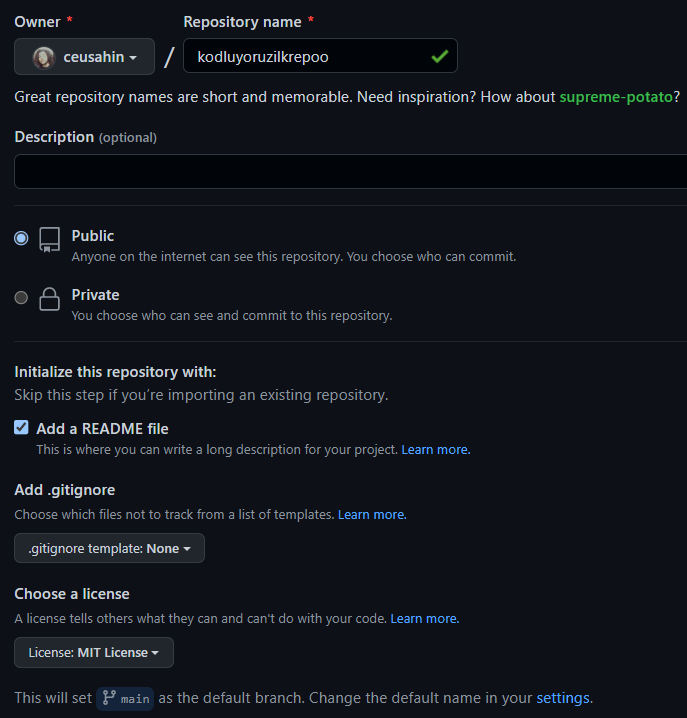 Owner * Repository name *
ceusahin / kodluyoruzilkrepoo
Great repository names are short and memorable. Need inspiration? How about supreme-potato?
Description (optional)
Public
Anyone on the internet can see this repository. You choose who can commit.
Private
You choose who can see and commit to this repository.
Initialize this repository with:
Skip this step if you're importing an existing repository.
Add a README file
This is where you can write a long description for your project. Learn more.
Add .gitignore
Choose which files not to track from a list of templates. Learn more.
.gitignore template: None
Choose a license
A license tells others what they can and can't do with your code. Learn more.
License: MIT License
This will set main as the default branch. Change the default name in your settings.